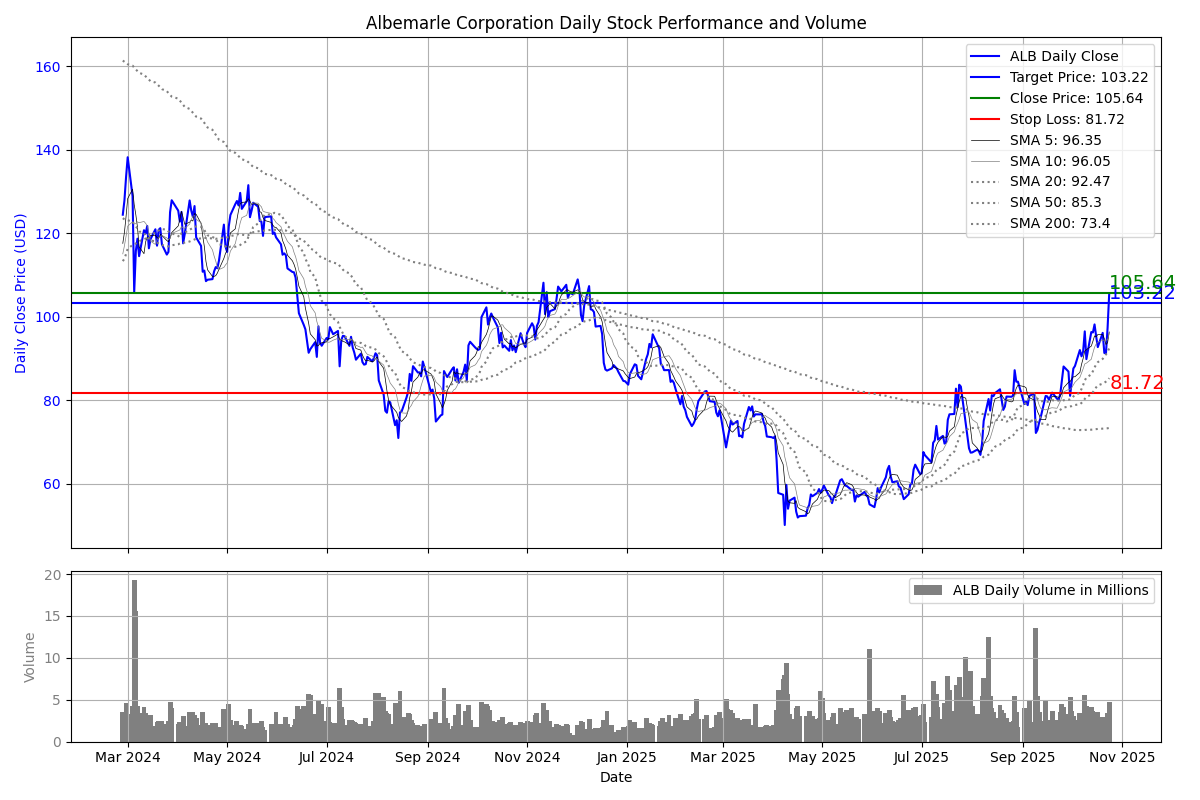 Albemarle Corporation Daily Stock Performance and Volume
Daily Close Price (USD)
160
140
120
100
80
60
ALB Daily Close
Target Price: 103.22
Close Price: 105.64
Stop Loss: 81.72
SMA 5: 96.35
SMA 10: 96.05
SMA 20: 92.47
SMA 50: 85.3
SMA 200: 73.4
105.64
103.22
81.72
Volume
20
15
10
5
0
ALB Daily Volume in Millions
Mar 2024
May 2024
Jul 2024
Sep 2024
Nov 2024
Jan 2025
Mar 2025
May 2025
Jul 2025
Sep 2025
Nov 2025
Date